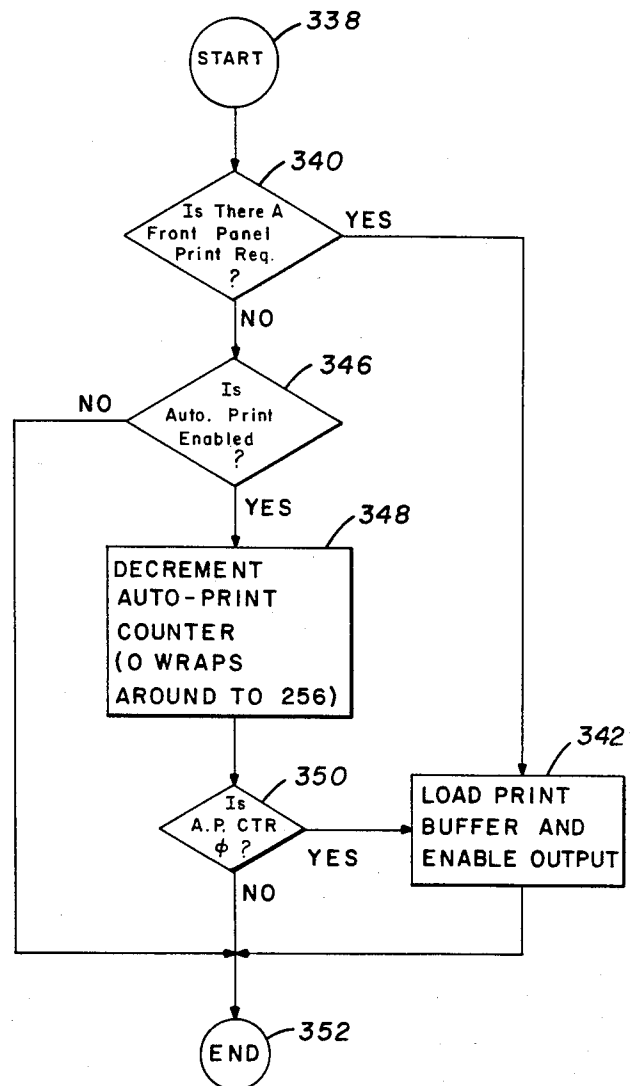 338
START
340
Is There A
Front Panel
Print Req.
?
YES
NO
346
Is
Auto. Print
Enabled
?
NO
YES
348
DECREMENT
AUTO-PRINT
COUNTER
(0 WRAPS
AROUND TO 256)
350
Is
A.P. CTR
ϕ ?
YES
NO
342
LOAD PRINT
BUFFER AND
ENABLE OUTPUT
352
END